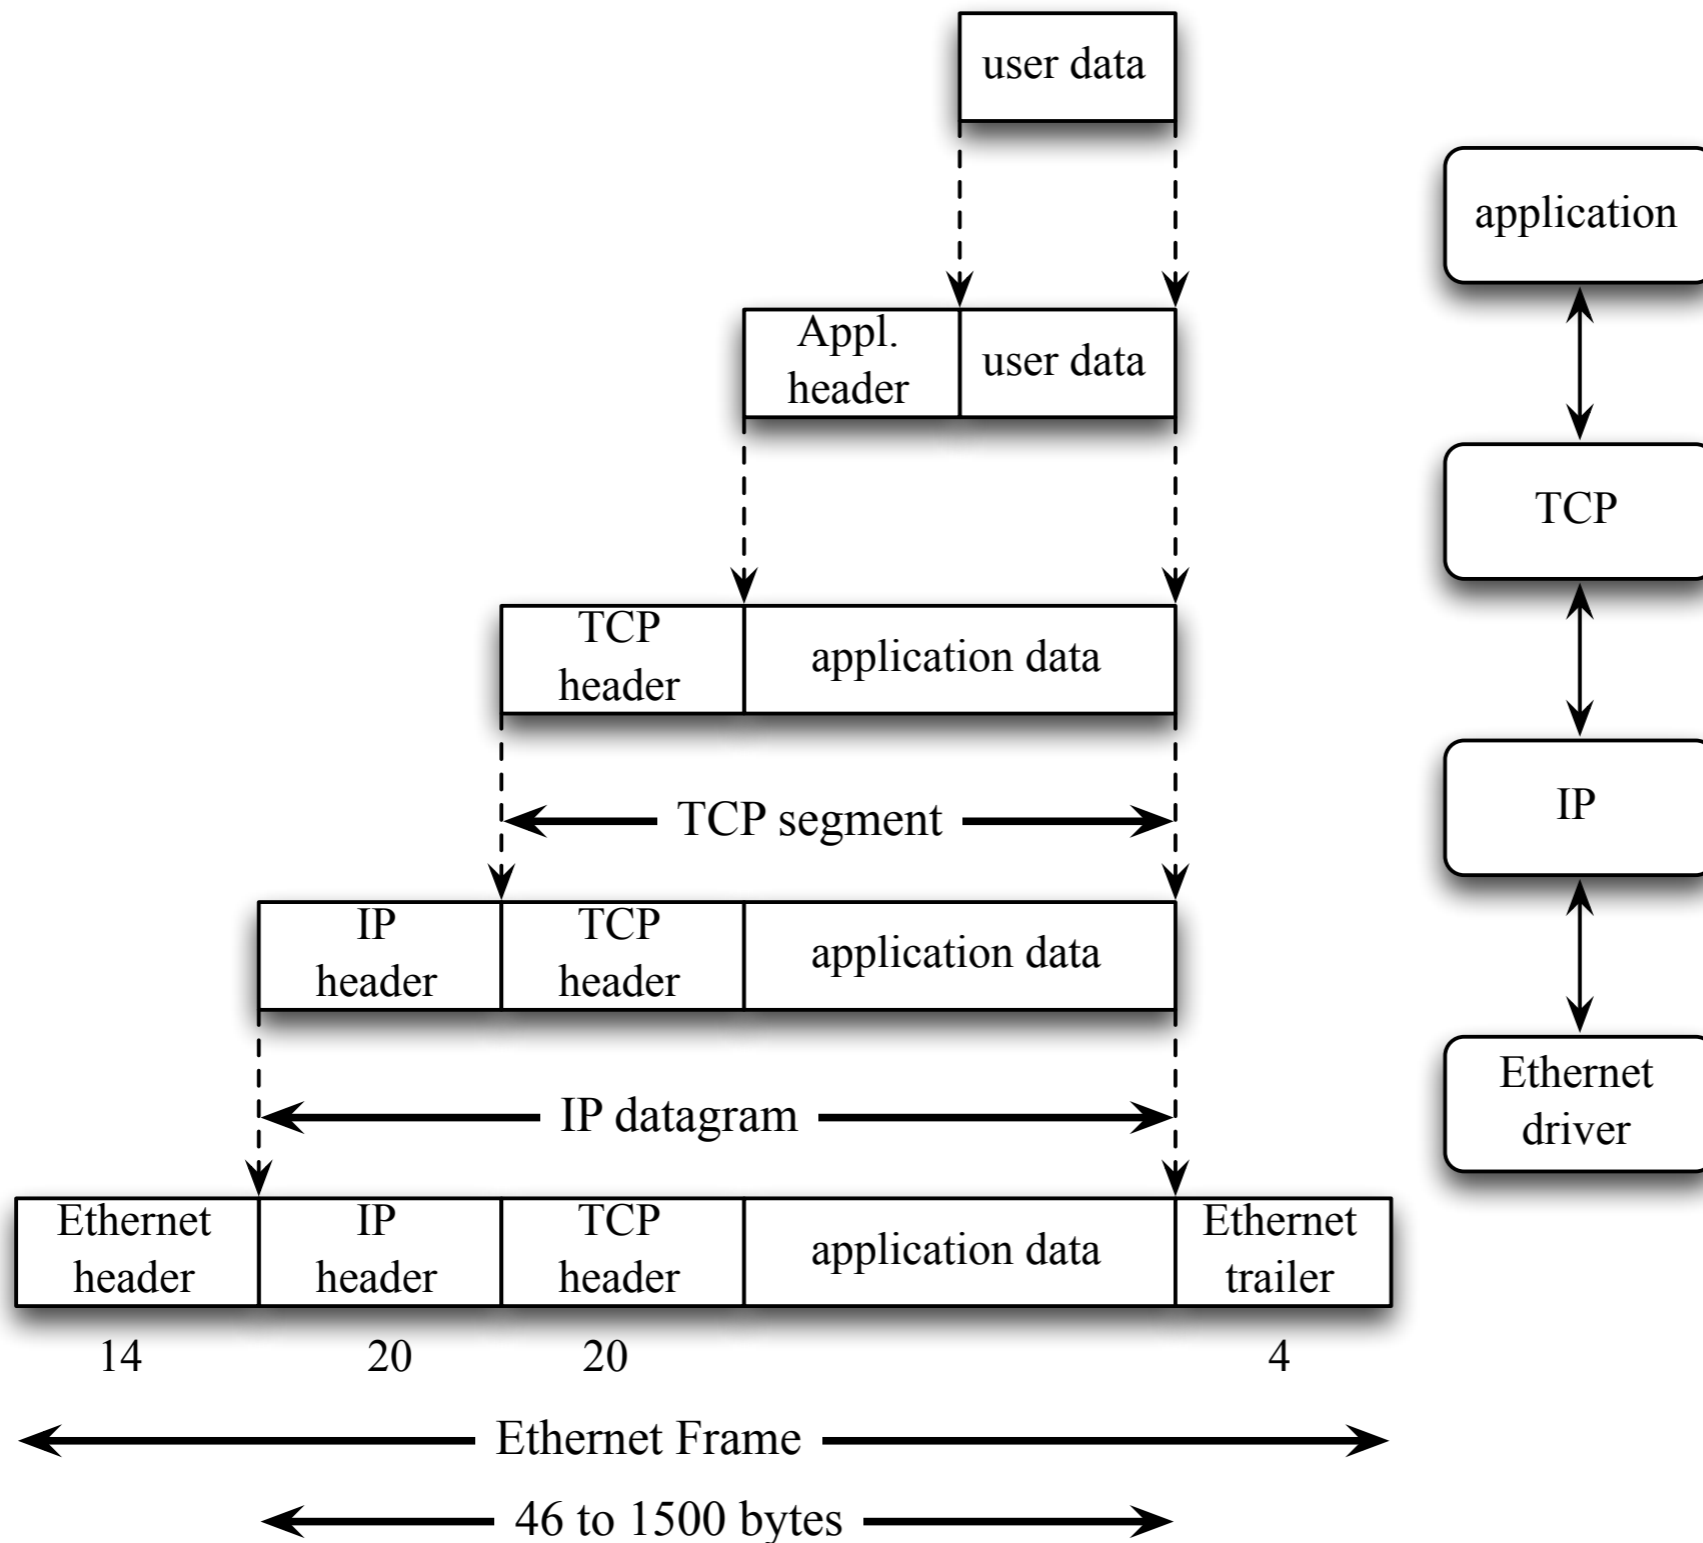 user data
application
Appl.
header
user data
TCP
TCP
header
application data
TCP segment
IP
IP
header
TCP
header
application data
IP datagram
Ethernet
driver
Ethernet
header
IP
header
TCP
header
application data
Ethernet
trailer
14
20
20
4
Ethernet Frame
46 to 1500 bytes